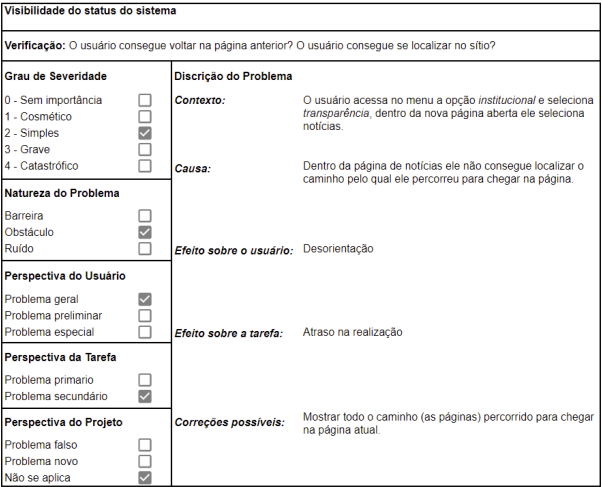 Visibilidade do status do sistema
Verificação: O usuário consegue voltar na página anterior? O usuário consegue se localizar no sítio?
Grau de Severidade
0 - Sem importância
1 - Cosmético
2 - Simples
3 - Grave
4 - Catastrófico
Natureza do Problema
Barreira
Obstáculo
Ruído
Perspectiva do Usuário
Problema geral
Problema preliminar
Problema especial
Perspectiva da Tarefa
Problema primario
Problema secundário
Perspectiva do Projeto
Problema falso
Problema novo
Não se aplica
Discrição do Problema
Contexto:
O usuário acessa no menu a opção institucional e seleciona
transparência, dentro da nova página aberta ele seleciona
notícias.
Causa:
Dentro da página de notícias ele não consegue localizar o
caminho pelo qual ele percorreu para chegar na página.
Efeito sobre o usuário:
Desorientação
Efeito sobre a tarefa:
Atraso na realização
Correções possíveis:
Mostrar todo o caminho (as páginas) percorrido para chegar
na página atual.